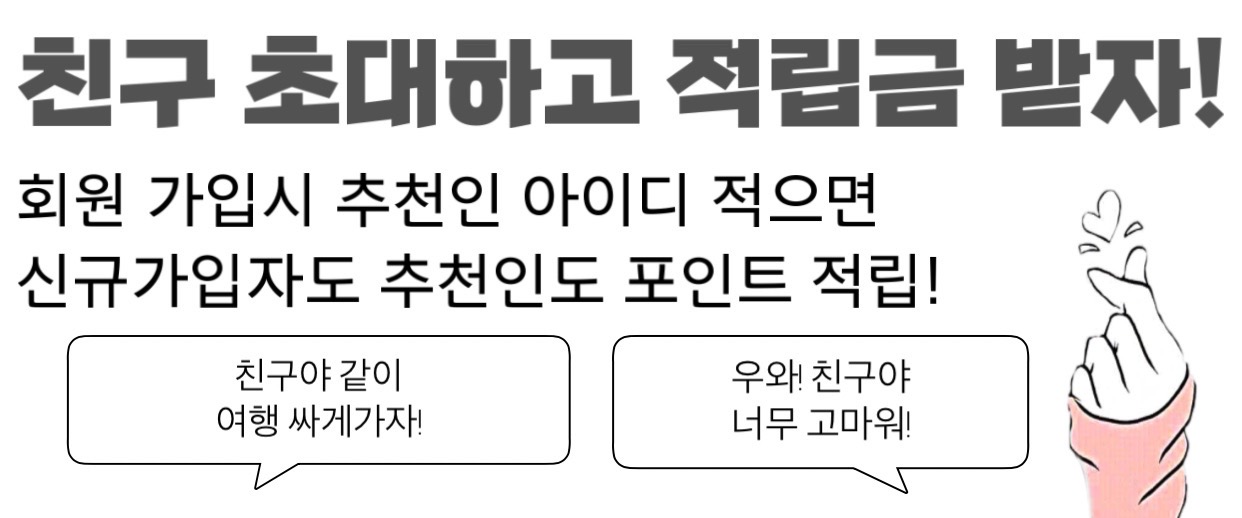 친구 초대하고 적립금 받자!
회원 가입시 추천인 아이디 적으면
신규가입자도 추천인도 포인트 적립!
친구야 같이
여행 싸게가자!
우와! 친구야
너무 고마워!